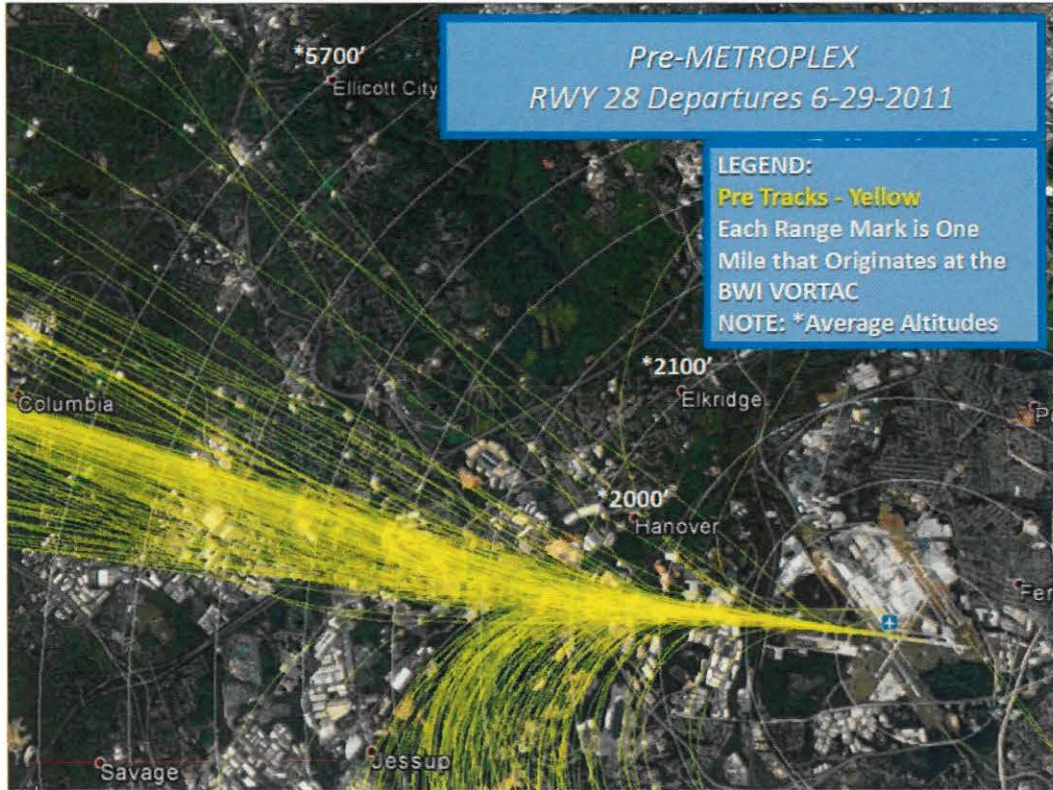 *5700'
Ellicott City
Pre-METROPLEX
RWY 28 Departures 6-29-2011
LEGEND:
Pre Tracks - Yellow
Each Range Mark is One
Mile that Originates at the
BWI VORTAC
NOTE: *Average Altitudes
*2100'
Elkridge
Columbia
P
*2000'
Hanover
Fer
Jessup
Savage